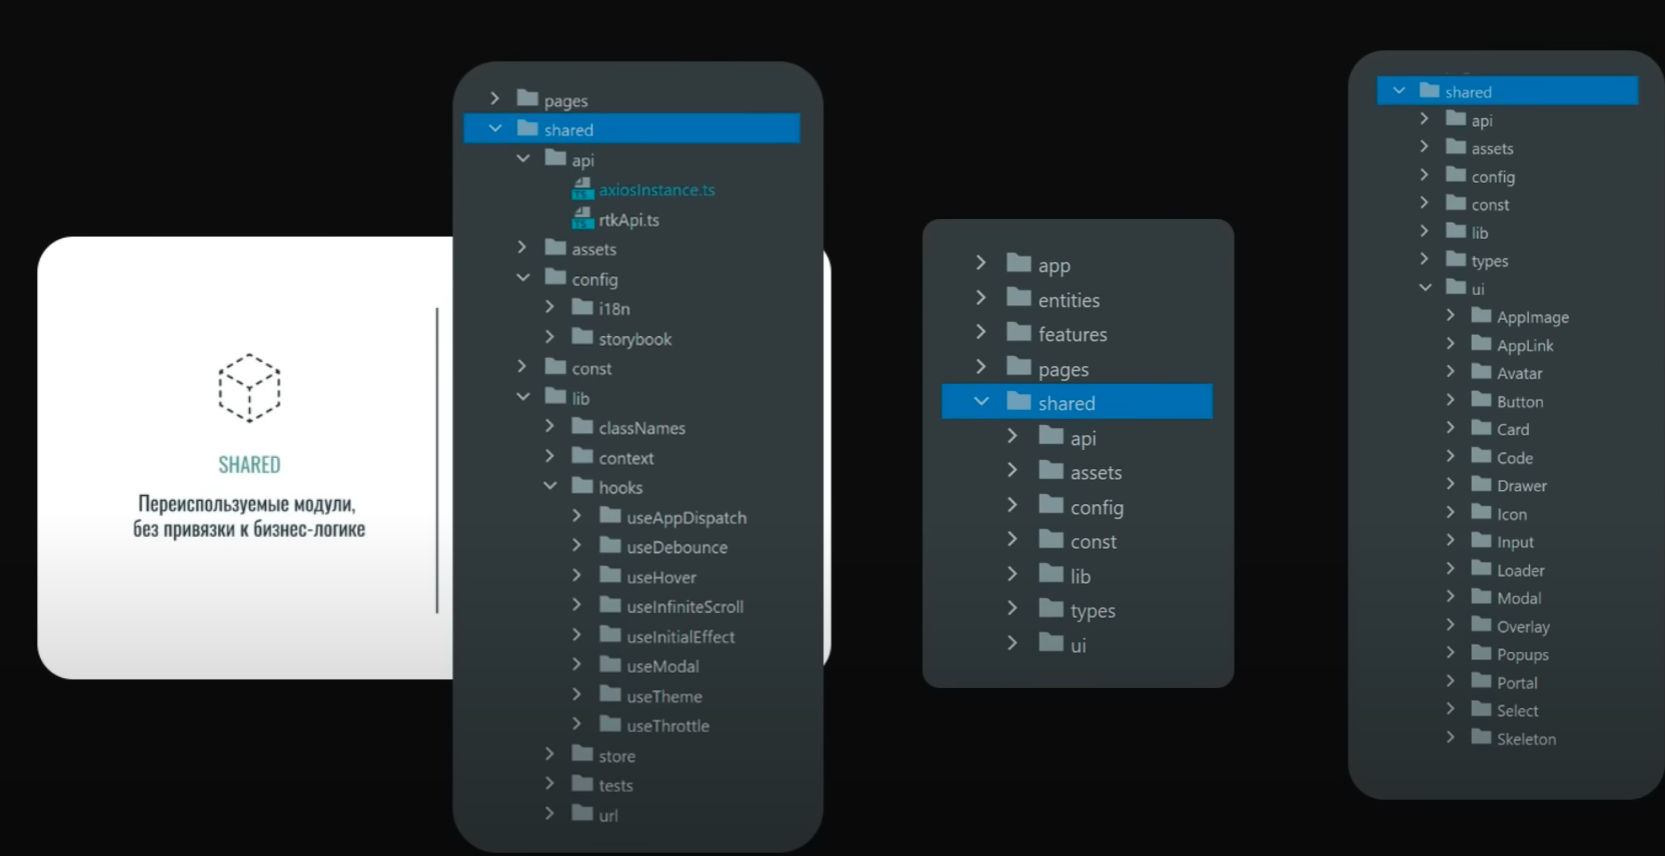 SHARED
Переиспользуемые модули,
без привязки к бизнес-логике
pages
shared
api
axiosInstance.ts
rtkApi.ts
assets
config
i18n
storybook
const
lib
classNames
context
hooks
useAppDispatch
useDebounce
useHover
useInfiniteScroll
useInitialEffect
useModal
useTheme
useThrottle
store
tests
url
app
entities
features
pages
shared
api
assets
config
const
lib
types
ui
shared
api
assets
config
const
lib
types
ui
AppImage
AppLink
Avatar
Button
Card
Code
Drawer
Icon
Input
Loader
Modal
Overlay
Popups
Portal
Select
Skeleton